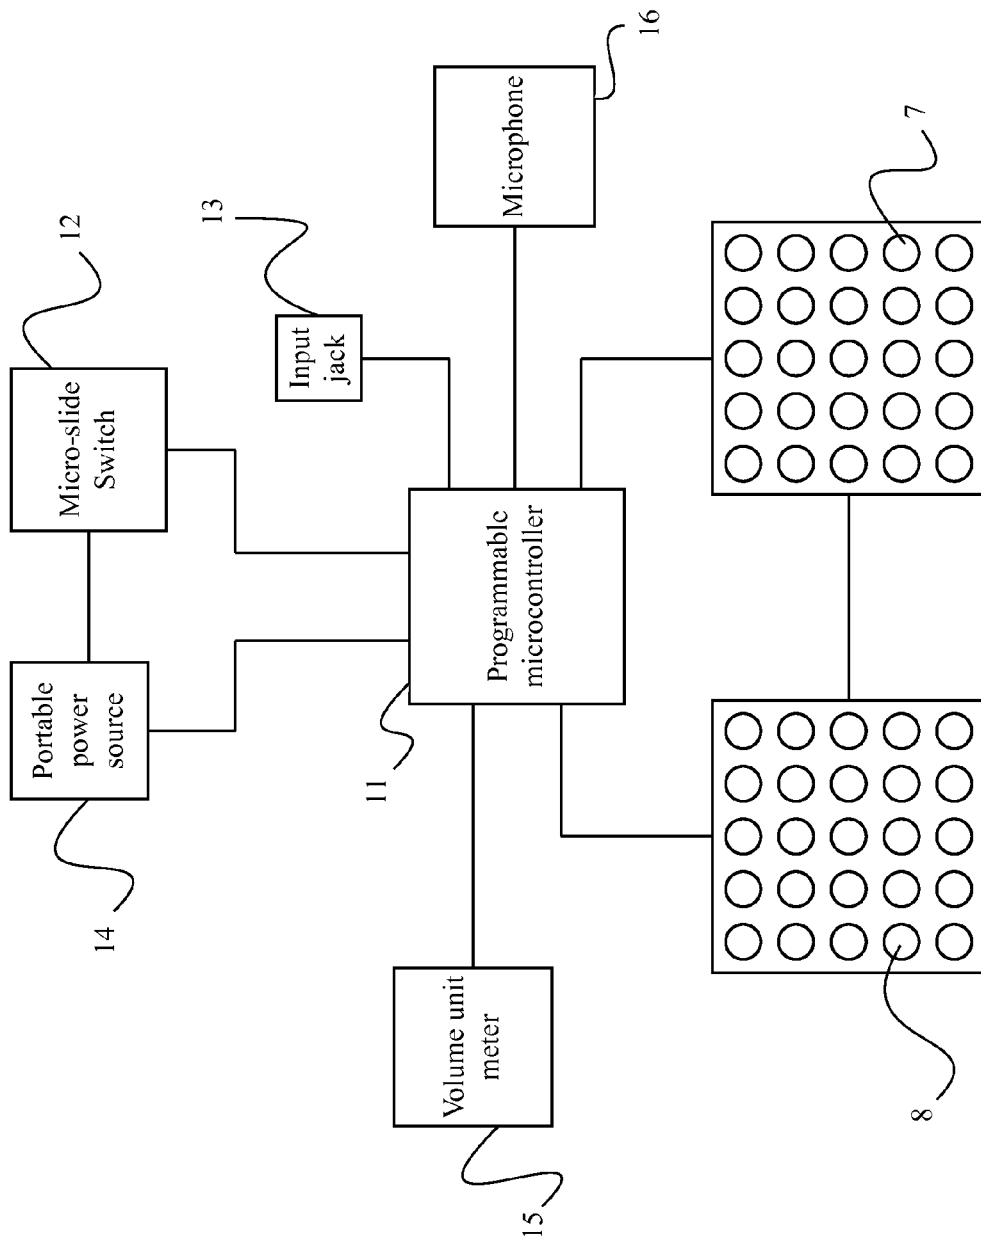 Portable
power
source
Micro-slide
Switch
12
14
13
Input
jack
11
Volume unit
meter
Programmablc
microcontroller
Microphone
15
16
8
7